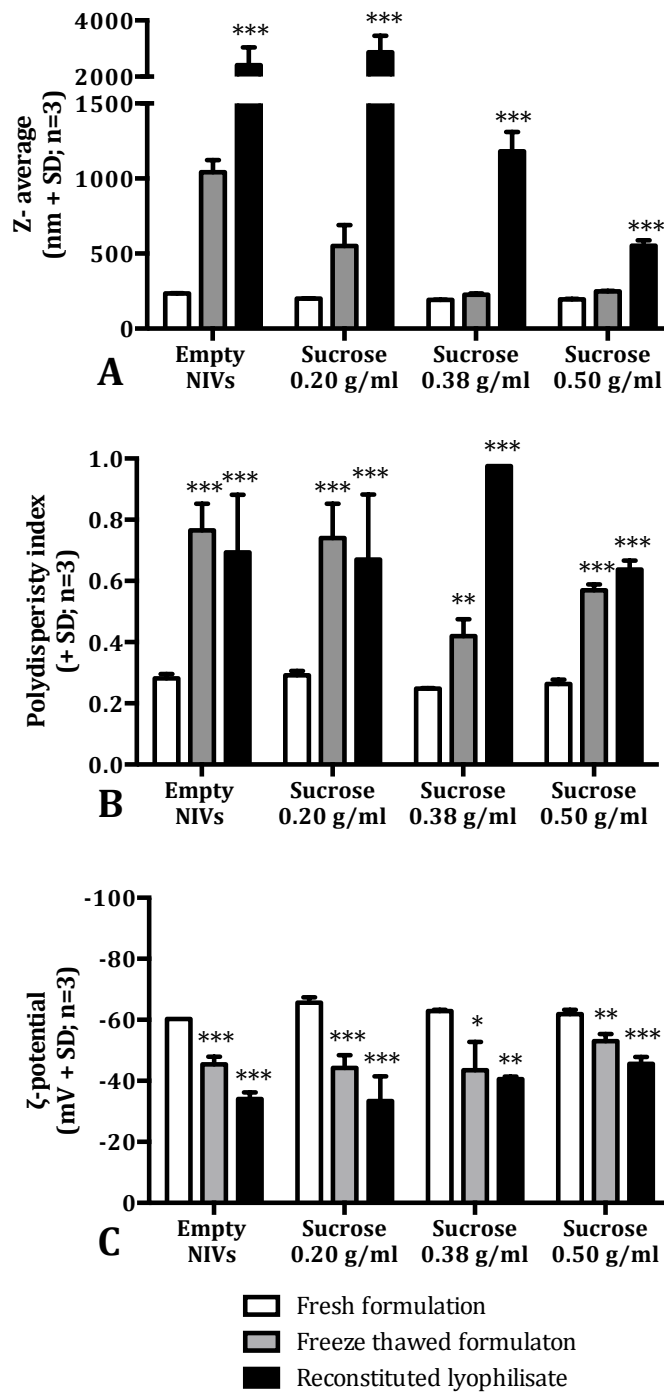 Z- average
(nm + SD; n=3)
4000
2000
1500
1000
500
0
***
***
***
***
Empty
NIVs
Sucrose
0.20 g/ml
Sucrose
0.38 g/ml
Sucrose
0.50 g/ml
A
Polydisperisty index
(+ SD; n=3)
1.0
0.8
0.6
0.4
0.2
0.0
***
***
***
***
**
***
***
***
Empty
NIVs
Sucrose
0.20 g/ml
Sucrose
0.38 g/ml
Sucrose
0.50 g/ml
B
ζ-potential
(mV + SD; n=3)
-100
-80
-60
-40
-20
0
***
***
***
***
*
**
**
***
Empty
NIVs
Sucrose
0.20 g/ml
Sucrose
0.38 g/ml
Sucrose
0.50 g/ml
C
Fresh formulation
Freeze thawed formulaton
Reconstituted lyophilisate